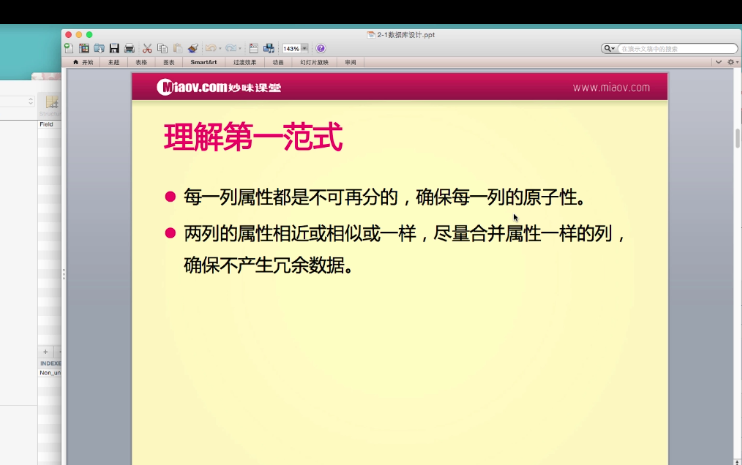 2-1数据库设计.ppt
143%
在演示文稿中的搜索
开始
主题
表格
图表
SmartArt
过渡效果
动画
幻灯片放映
审阅
Miaov.com妙味课堂
www.miaov.com
Field
理解第一范式
每一列属性都是不可再分的，确保每一列的原子性。
两列的属性相近或相似或一样，尽量合并属性一样的列，
确保不产生冗余数据。
INDEXE
Non_un